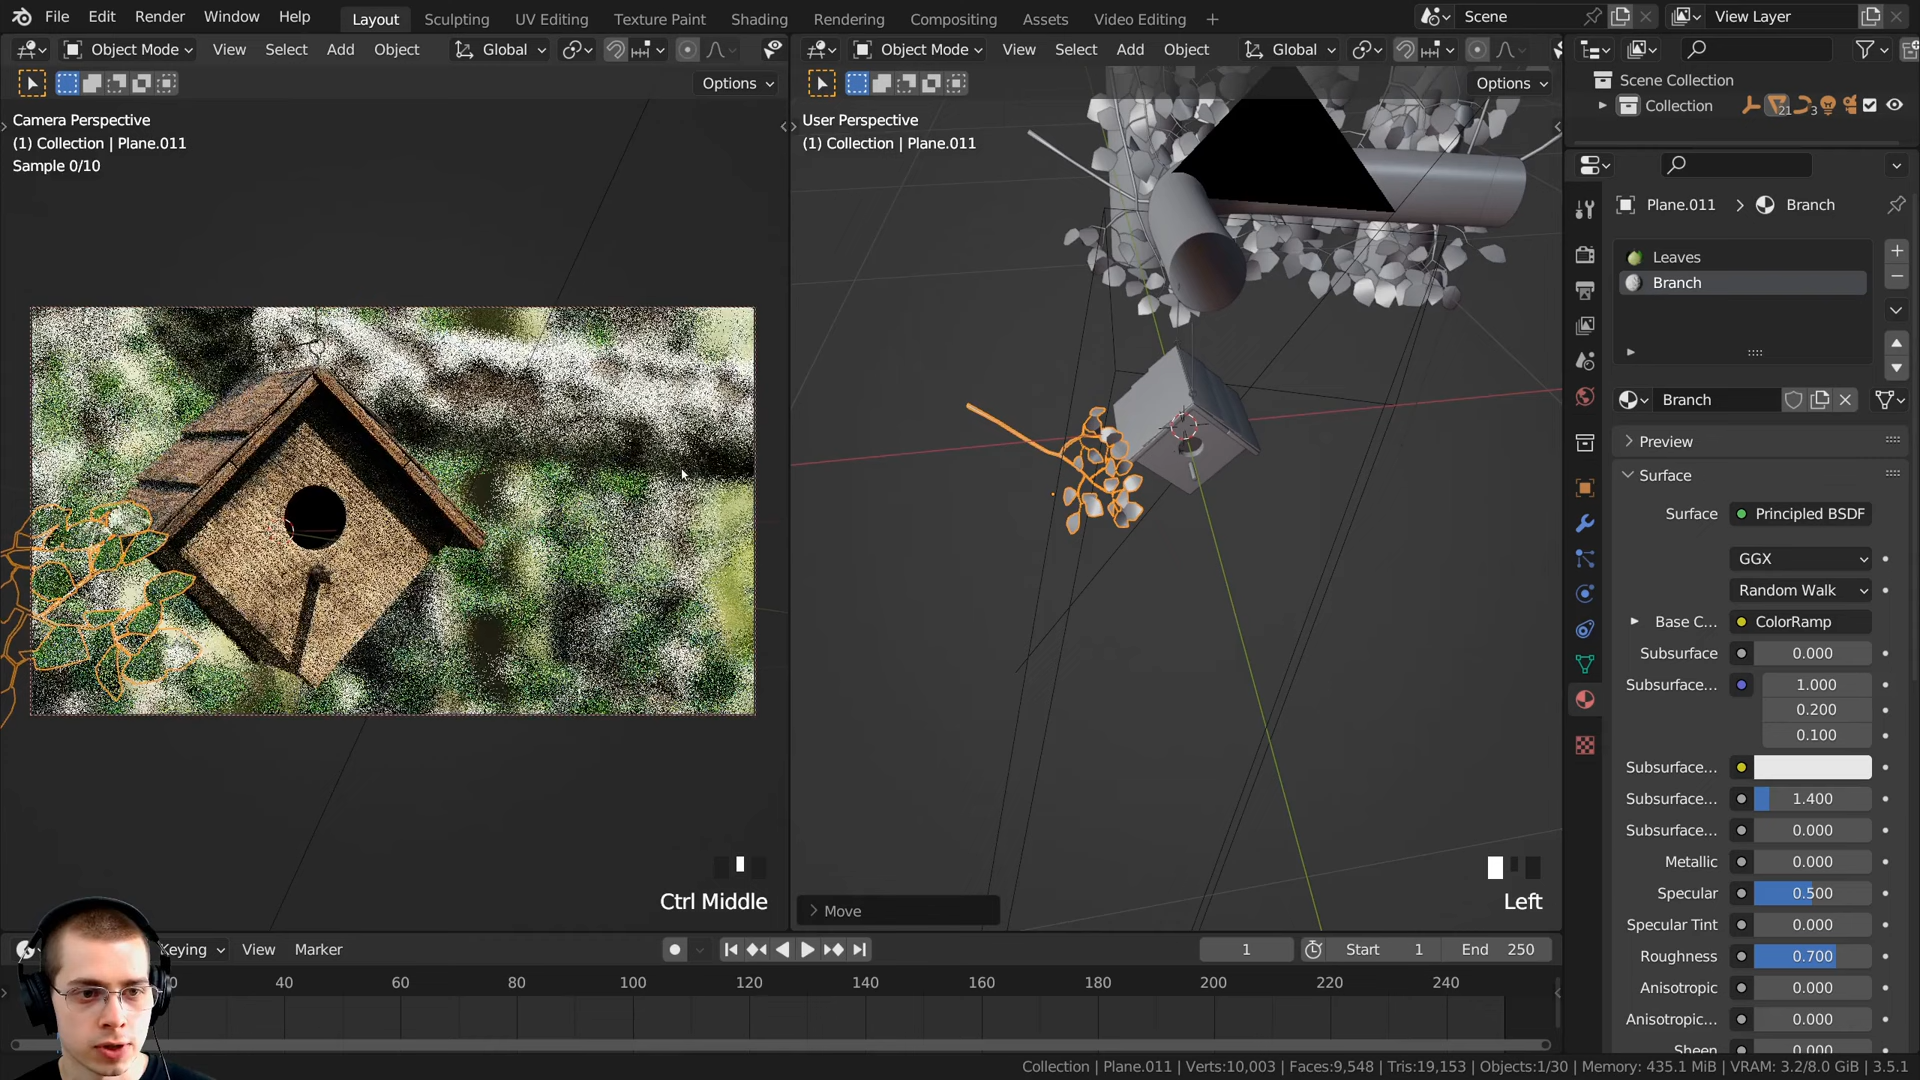 File Edit Render Window Help Layout Sculpting UV Editing Texture Paint Shading Rendering Compositing Assets Video Editing + Scene View Layer
Object Mode View Select Add Object Global Object Mode View Select Add Object Global
Options Options
Scene Collection
Collection 21 3
Camera Perspective
(1) Collection | Plane.011
Sample 0/10
User Perspective
(1) Collection | Plane.011
Plane.011 > Branch
Leaves
Branch
Branch
Preview
Surface
Surface Principled BSDF
GGX
Random Walk
Base C... ColorRamp
Subsurface 0.000
Subsurface... 1.000
0.200
0.100
Subsurface...
Subsurface... 1.400
Subsurface... 0.000
Metallic 0.000
Specular 0.500
Specular Tint 0.000
Roughness 0.700
Anisotropic 0.000
Anisotropic... 0.000
Sheen 0.000
Ctrl Middle
Move
Left
Keying View Marker 1 Start 1 End 250
40 60 80 100 120 140 160 180 200 220 240
Collection | Plane.011 | Verts:10,003 | Faces:9,548 | Tris:19,153 | Objects:1/30 | Memory: 435.1 MiB | VRAM: 3.2/8.0 GiB | 3.5.1